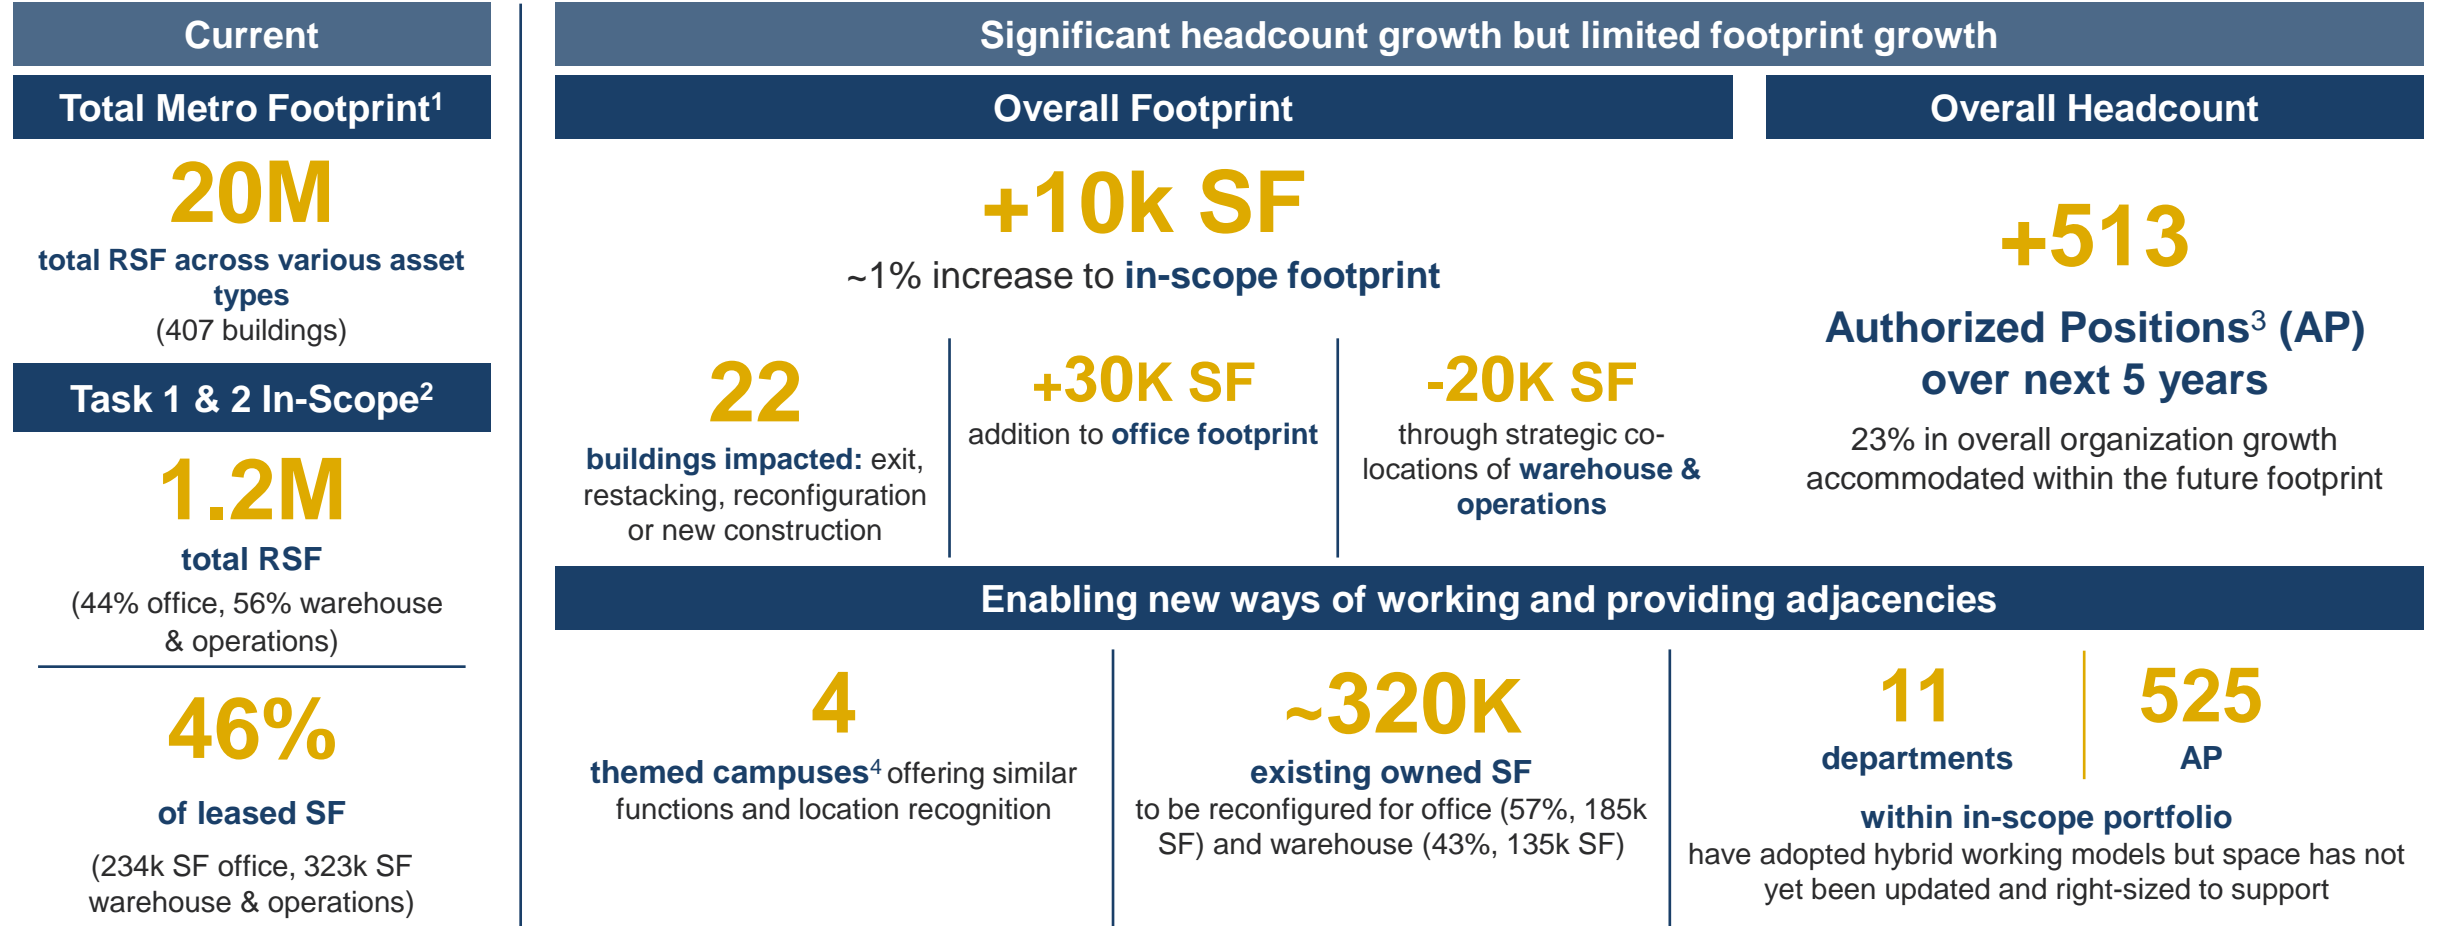 Current
Total Metro Footprint1
20M
total RSF across various asset
types
(407 buildings)
Task 1 & 2 In-Scope2
1.2M
total RSF
(44% office, 56% warehouse
& operations)
46%
of leased SF
(234k SF office, 323k SF
warehouse & operations)
Significant headcount growth but limited footprint growth
Overall Footprint
+10k SF
~1% increase to in-scope footprint
22
buildings impacted: exit,
restacking, reconfiguration
or new construction
+30K SF
addition to office footprint
-20K SF
through strategic co-
locations of warehouse &
operations
Overall Headcount
+513
Authorized Positions3 (AP)
over next 5 years
23% in overall organization growth
accommodated within the future footprint
Enabling new ways of working and providing adjacencies
4
themed campuses4 offering similar
functions and location recognition
~320K
existing owned SF
to be reconfigured for office (57%, 185k
SF) and warehouse (43%, 135k SF)
11
departments
525
AP
within in-scope portfolio
have adopted hybrid working models but space has not
yet been updated and right-sized to support